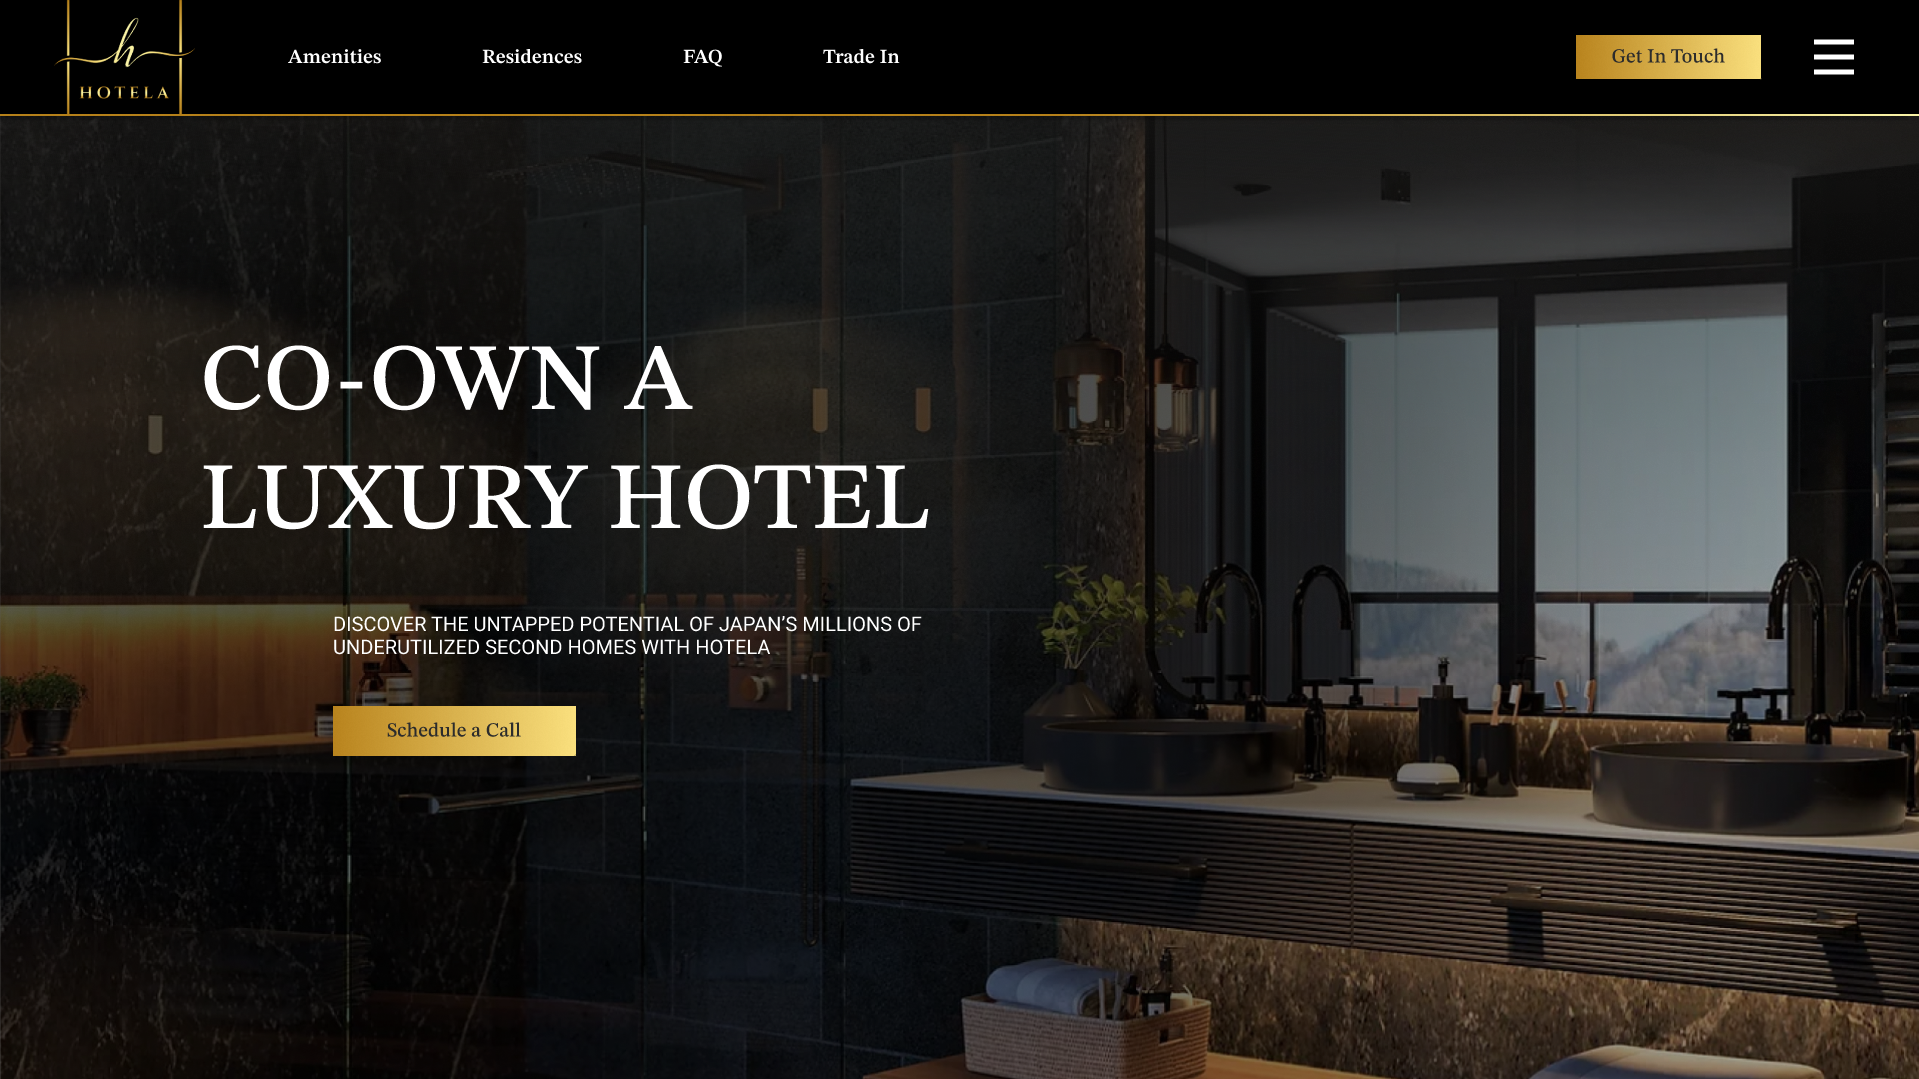 h
HOTELA
Amenities
Residences
FAQ
Trade In
Get In Touch
CO-OWN A
LUXURY HOTEL
DISCOVER THE UNTAPPED POTENTIAL OF JAPAN’S MILLIONS OF
UNDERUTILIZED SECOND HOMES WITH HOTELA
Schedule a Call